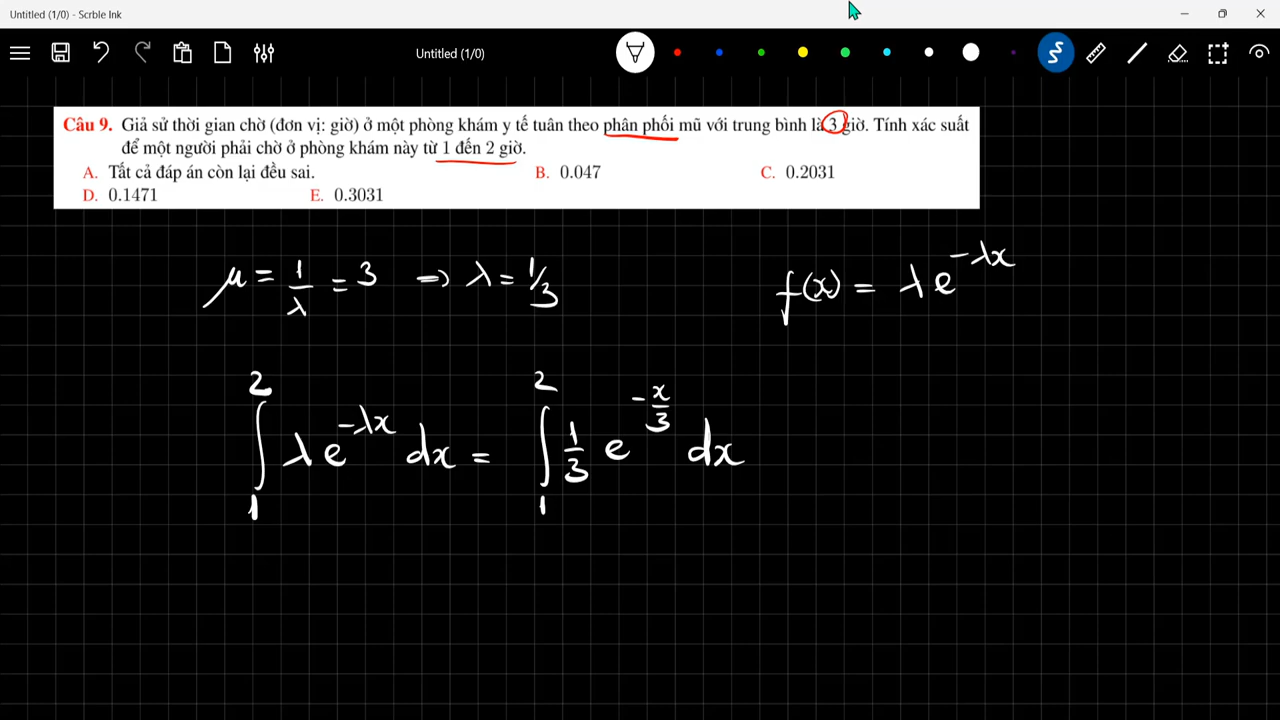 Untitled (1/0) - Scrble Ink
Untitled (1/0)
Câu 9. Giả sử thời gian chờ (đơn vị: giờ) ở một phòng khám y tế tuân theo phân phối mũ với trung bình là 3 giờ. Tính xác suất
để một người phải chờ ở phòng khám này từ 1 đến 2 giờ.
A. Tất cả đáp án còn lại đều sai. B. 0.047 C. 0.2031
D. 0.1471 E. 0.3031
μ = 1/λ = 3 ⇒ λ = 1/3 f(x) = λe^{-λx}
∫_1^2 λe^{-λx} dx = ∫_1^2 1/3 e^{-x/3} dx